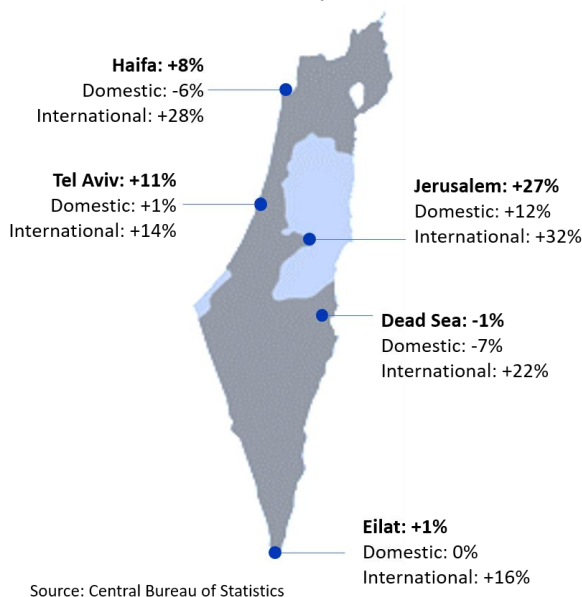 Haifa: +8%
Domestic: -6%
International: +28%
Tel Aviv: +11%
Domestic: +1%
International: +14%
Jerusalem: +27%
Domestic: +12%
International: +32%
Dead Sea: -1%
Domestic: -7%
International: +22%
Eilat: +1%
Domestic: 0%
International: +16%
Source: Central Bureau of Statistics